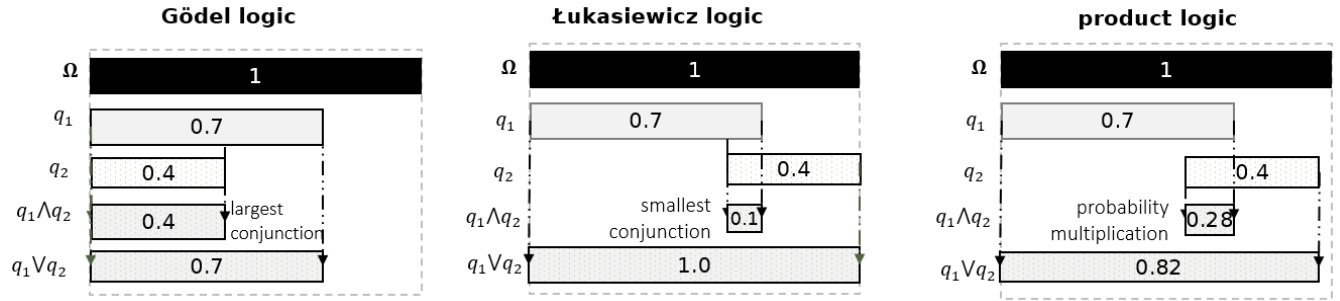 Gödel logic
Ω
1
q₁
0.7
q₂
0.4
q₁⋀q₂
0.4
largest
conjunction
q₁⋁q₂
0.7
Łukasiewicz logic
Ω
1
q₁
0.7
q₂
0.4
q₁⋀q₂
smallest
conjunction
0.1
q₁⋁q₂
1.0
product logic
Ω
1
q₁
0.7
q₂
0.4
q₁⋀q₂
probability
multiplication
0.28
q₁⋁q₂
0.82